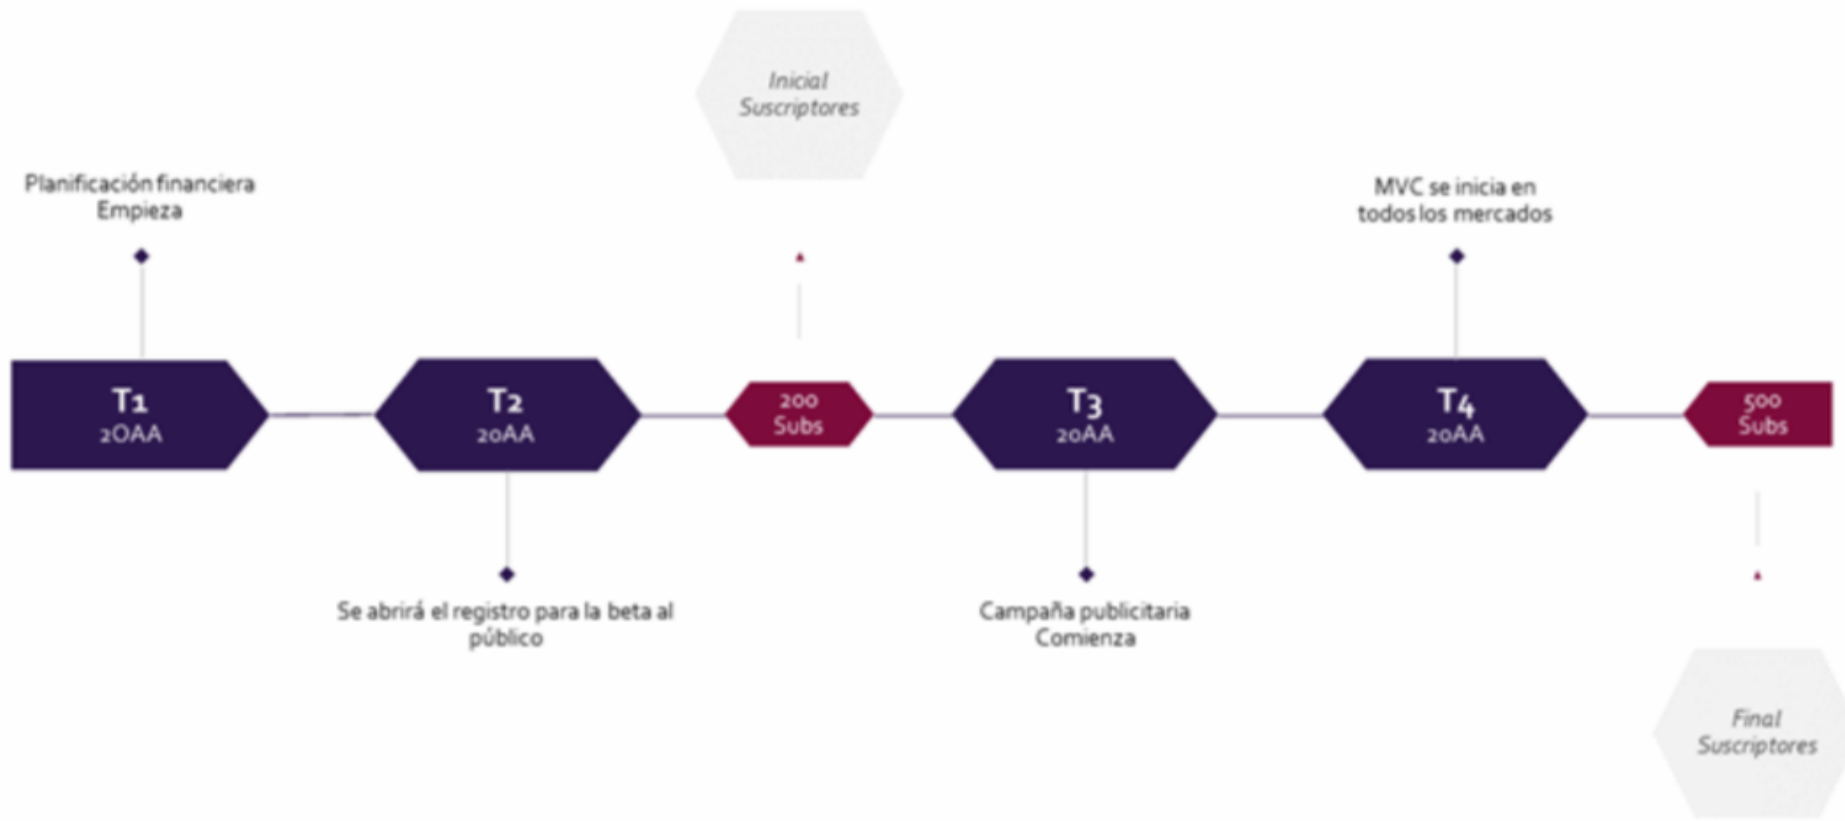 Inicial
Suscriptores
Planificación financiera
Empieza
MVC se inicia en
todos los mercados
T1
2OAA
T2
20AA
200
Subs
T3
20AA
T4
20AA
500
Subs
Se abrirá el registro para la beta al
público
Campaña publicitaria
Comienza
Final
Suscriptores